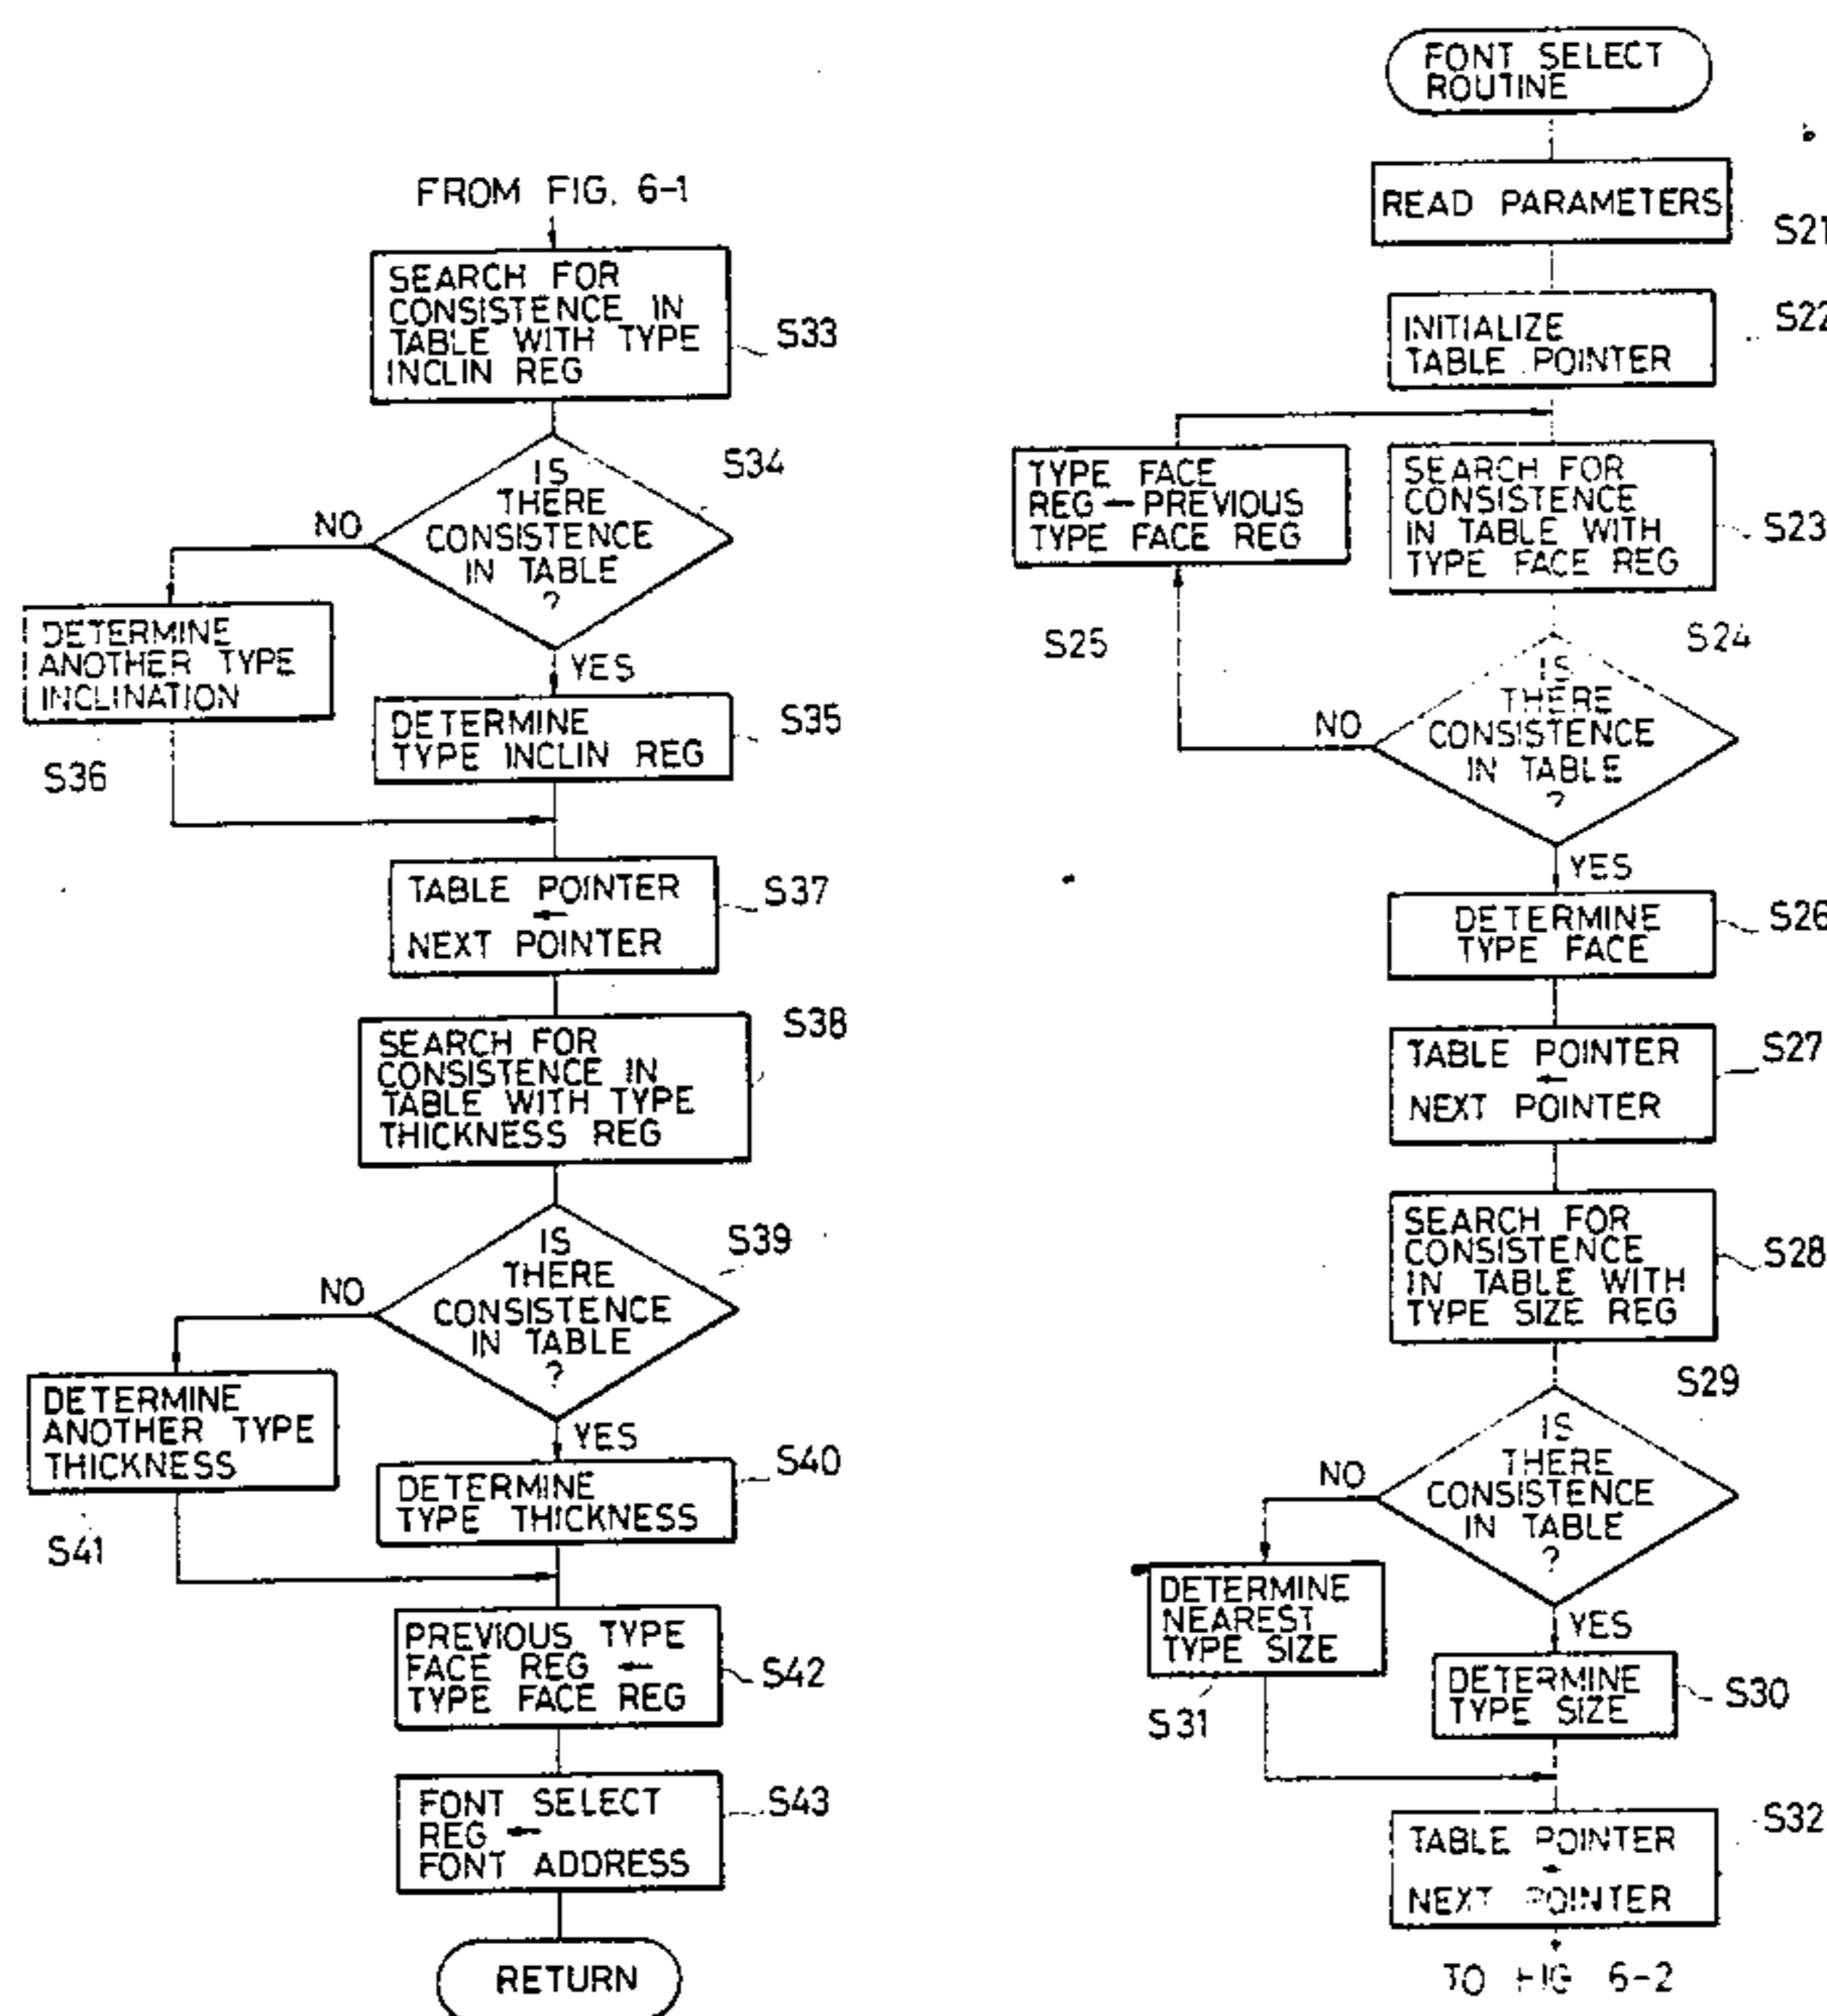 FROM FIG. 6-1
SEARCH FOR
CONSISTENCE IN
TABLE WITH TYPE
INCLIN REG
S33
IS
THERE
CONSISTENCE
IN TABLE
?
S34
NO
YES
DETERMINE
ANOTHER TYPE
INCLINATION
S36
DETERMINE
TYPE INCLIN REG
S35
TABLE POINTER
←
NEXT POINTER
S37
SEARCH FOR
CONSISTENCE IN
TABLE WITH TYPE
THICKNESS REG
S38
IS
THERE
CONSISTENCE
IN TABLE
?
S39
NO
YES
DETERMINE
ANOTHER TYPE
THICKNESS
S41
DETERMINE
TYPE THICKNESS
S40
PREVIOUS TYPE
FACE REG ←
TYPE FACE REG
S42
FONT SELECT
REG ←
FONT ADDRESS
S43
RETURN
FONT SELECT
ROUTINE
READ PARAMETERS
S21
INITIALIZE
TABLE POINTER
S22
TYPE FACE
REG ← PREVIOUS
TYPE FACE REG
S25
SEARCH FOR
CONSISTENCE
IN TABLE WITH
TYPE FACE REG
S23
IS
THERE
CONSISTENCE
IN TABLE
?
S24
NO
YES
DETERMINE
TYPE FACE
S26
TABLE POINTER
←
NEXT POINTER
S27
SEARCH FOR
CONSISTENCE
IN TABLE WITH
TYPE SIZE REG
S28
IS
THERE
CONSISTENCE
IN TABLE
?
S29
NO
YES
DETERMINE
NEAREST
TYPE SIZE
S31
DETERMINE
TYPE SIZE
S30
TABLE POINTER
←
NEXT POINTER
S32
TO FIG 6-2